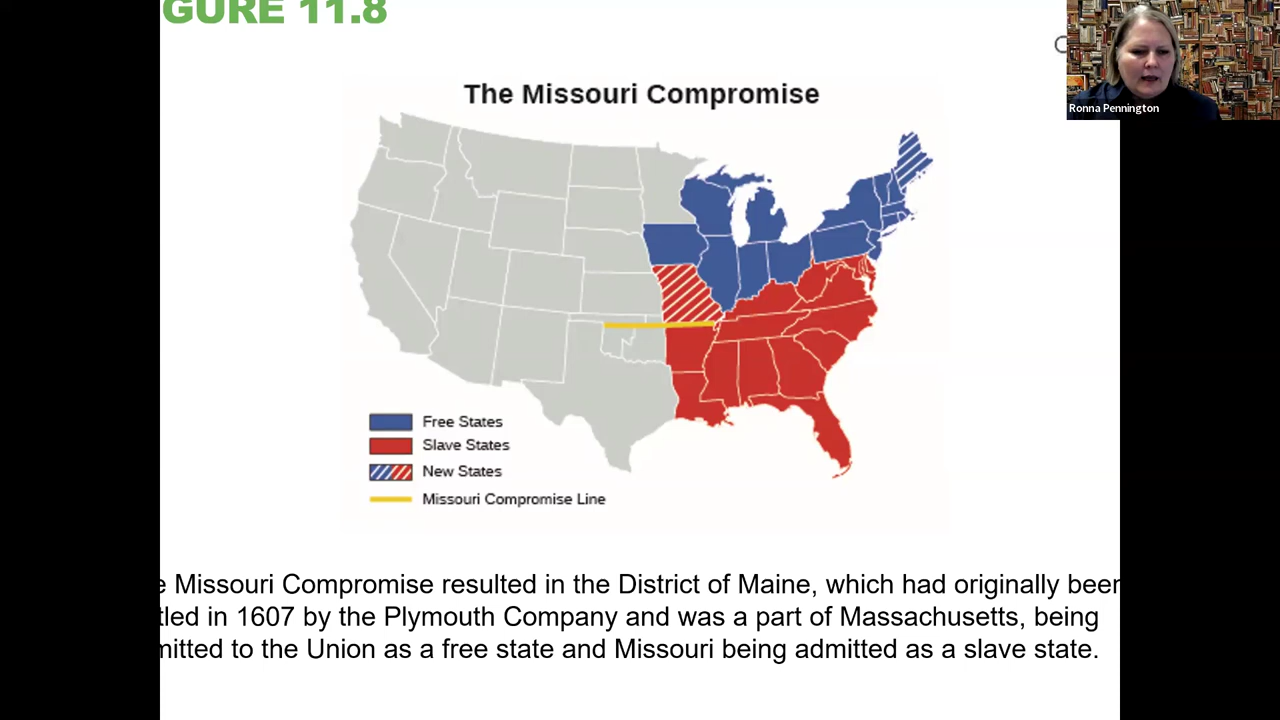 GURE 11.8
Ronna Pennington
The Missouri Compromise
Free States
Slave States
New States
Missouri Compromise Line
e Missouri Compromise resulted in the District of Maine, which had originally been
tled in 1607 by the Plymouth Company and was a part of Massachusetts, being
mitted to the Union as a free state and Missouri being admitted as a slave state.